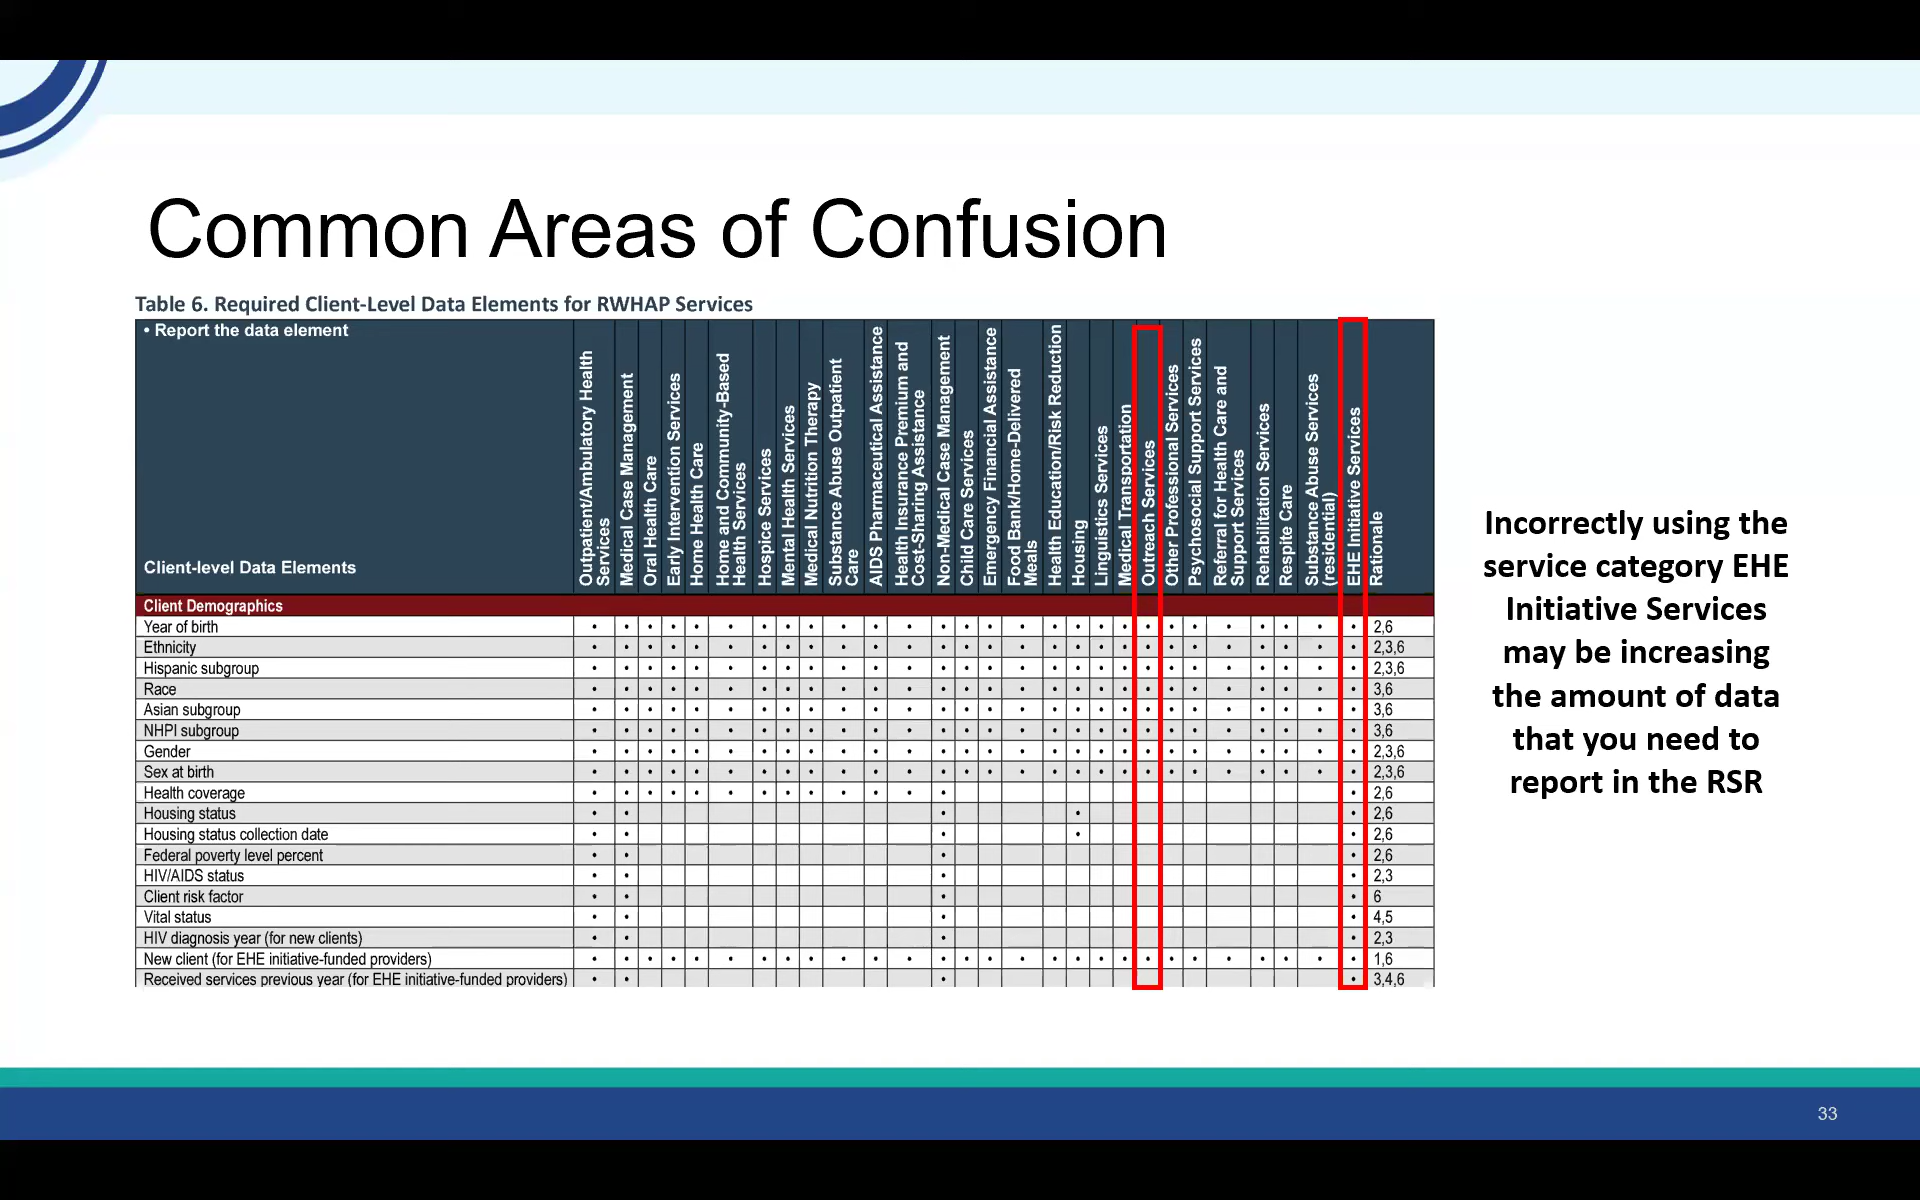 Common Areas of Confusion
Table 6. Required Client-Level Data Elements for RWHAP Services
• Report the data element
Client-level Data Elements
Outpatient/Ambulatory Health
Services
Medical Case Management
Oral Health Care
Early Intervention Services
Home Health Care
Home and Community-Based
Health Services
Hospice Services
Mental Health Services
Medical Nutrition Therapy
Substance Abuse Outpatient
Care
AIDS Pharmaceutical Assistance
Health Insurance Premium and
Cost-Sharing Assistance
Non-Medical Case Management
Child Care Services
Emergency Financial Assistance
Food Bank/Home-Delivered
Meals
Health Education/Risk Reduction
Housing
Linguistics Services
Medical Transportation
Outreach Services
Other Professional Services
Psychosocial Support Services
Referral for Health Care and
Support Services
Rehabilitation Services
Respite Care
Substance Abuse Services
(residential)
EHE Initiative Services
Rationale
Client Demographics
Year of birth • • • • • • • • • • • • • • • • • • • • • • • • • • • • 2,6
Ethnicity • • • • • • • • • • • • • • • • • • • • • • • • • • • • 2,3,6
Hispanic subgroup • • • • • • • • • • • • • • • • • • • • • • • • • • • • 2,3,6
Race • • • • • • • • • • • • • • • • • • • • • • • • • • • • 3,6
Asian subgroup • • • • • • • • • • • • • • • • • • • • • • • • • • • • 3,6
NHPI subgroup • • • • • • • • • • • • • • • • • • • • • • • • • • • • 3,6
Gender • • • • • • • • • • • • • • • • • • • • • • • • • • • • 2,3,6
Sex at birth • • • • • • • • • • • • • • • • • • • • • • • • • • • • 2,3,6
Health coverage • • • • • • • • • • • • • • 2,6
Housing status • • • • • 2,6
Housing status collection date • • • • • 2,6
Federal poverty level percent • • • • 2,6
HIV/AIDS status • • • • 2,3
Client risk factor • • • • 6
Vital status • • • • 4,5
HIV diagnosis year (for new clients) • • • • 2,3
New client (for EHE initiative-funded providers) • • • • • • • • • • • • • • • • • • • • • • • • • • • • 1,6
Received services previous year (for EHE initiative-funded providers) • • • • 3,4,6
Incorrectly using the
service category EHE
Initiative Services
may be increasing
the amount of data
that you need to
report in the RSR
33